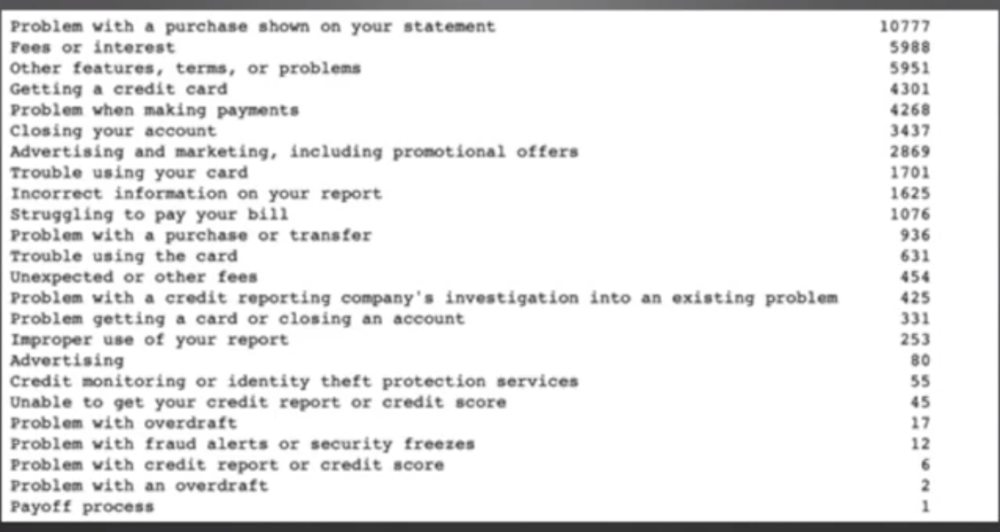 Problem with a purchase shown on your statement 10777
Fees or interest 5988
Other features, terms, or problems 5951
Getting a credit card 4301
Problem when making payments 4268
Closing your account 3437
Advertising and marketing, including promotional offers 2869
Trouble using your card 1701
Incorrect information on your report 1625
Struggling to pay your bill 1076
Problem with a purchase or transfer 936
Trouble using the card 631
Unexpected or other fees 454
Problem with a credit reporting company's investigation into an existing problem 425
Problem getting a card or closing an account 331
Improper use of your report 253
Advertising 80
Credit monitoring or identity theft protection services 55
Unable to get your credit report or credit score 45
Problem with overdraft 17
Problem with fraud alerts or security freezes 12
Problem with credit report or credit score 6
Problem with an overdraft 2
Payoff process 1